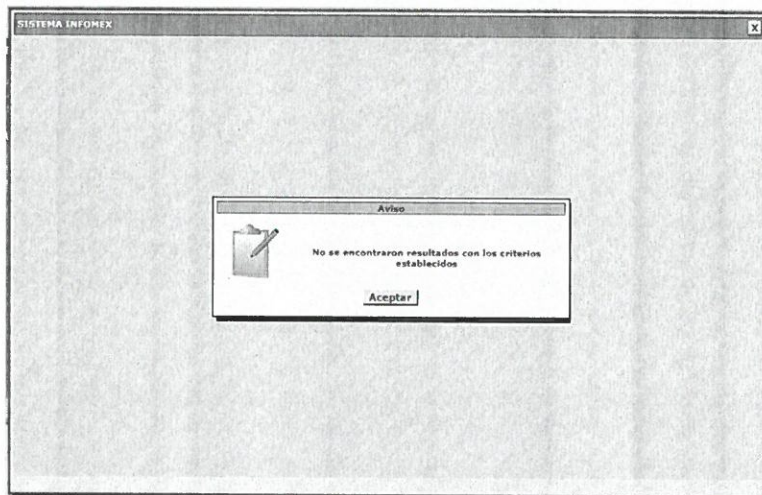 SISTEMA INFOMEX
X
Aviso
No se encontraron resultados con los criterios
establecidos
Aceptar